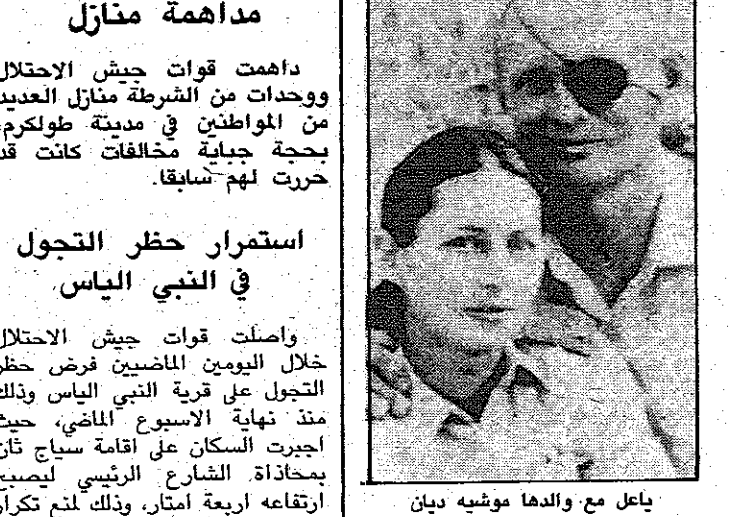 مداهمة منازل
داهمت قوات جيش الاحتلال
ووحدات من الشرطة منازل العديد
من المواطنين في مدينة طولكرم،
بحجة جباية مخالفات كانت قد
حررت لهم سابقا.
استمرار حظر التجول
في النبي الياس
واصلت قوات جيش الاحتلال
خلال اليومين الماضيين فرض حظر
التجول على قرية النبي الياس وذلك
منذ نهاية الاسبوع الماضي، حيث
اجبرت السكان على اقامة سياج ثان
بمحاذاة الشارع الرئيسي ليصبح
ارتفاعه اربعة امتار، وذلك لمنع تكرار
ياعل مع والدها موشيه ديان